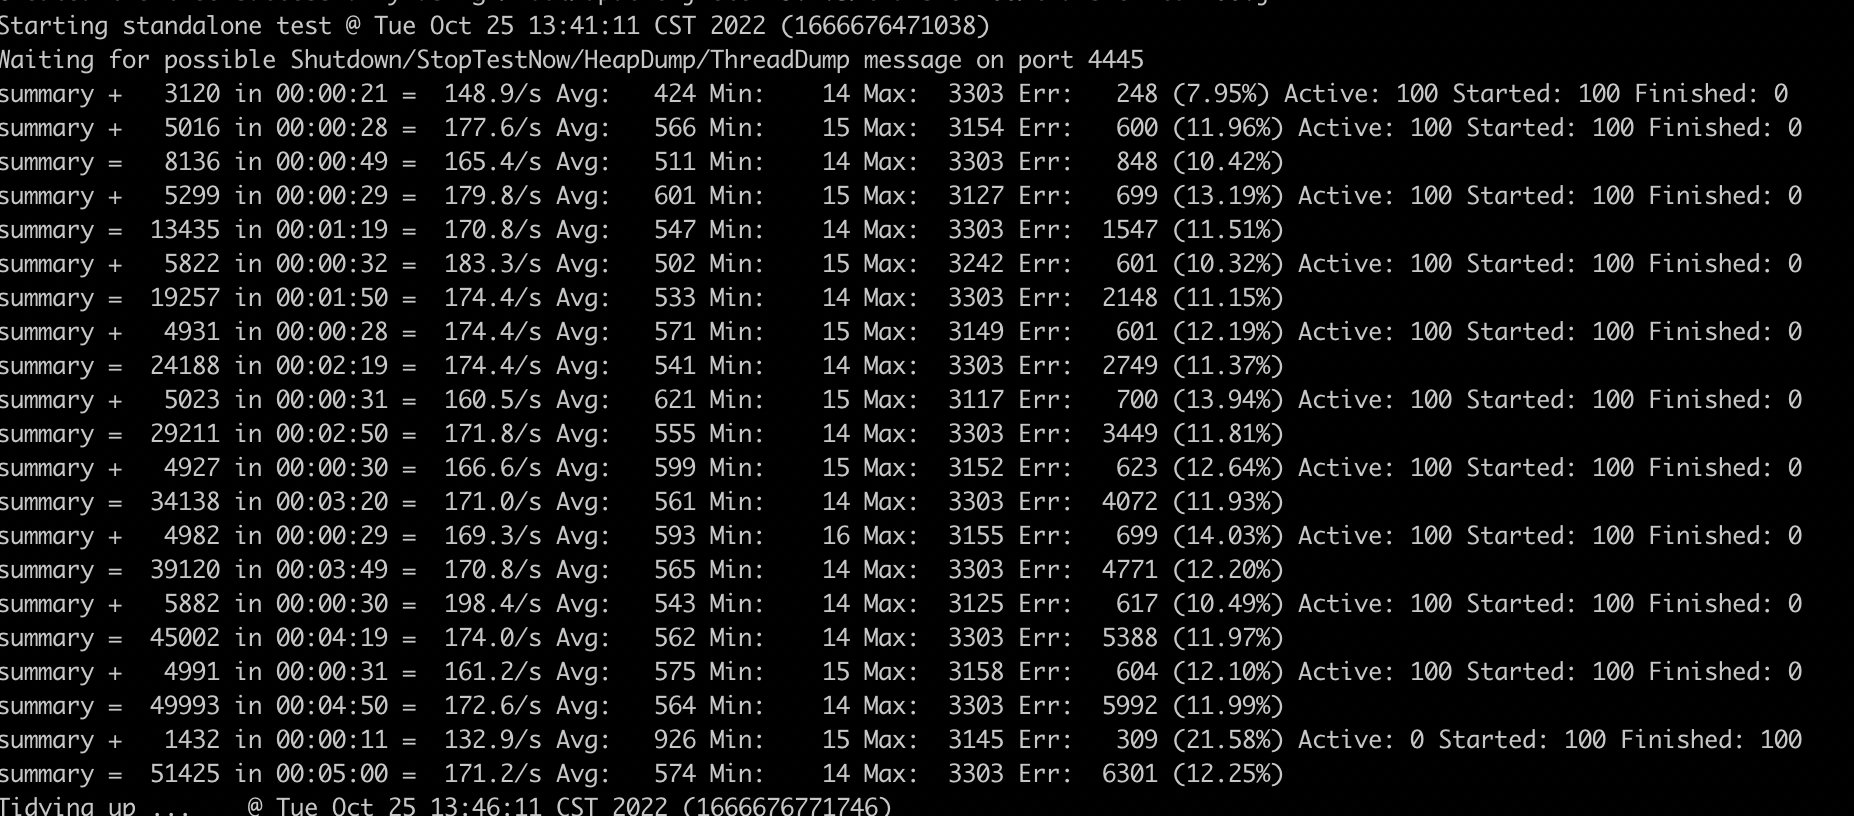 Starting standalone test @ Tue Oct 25 13:41:11 CST 2022 (1666676471038)
Waiting for possible Shutdown/StopTestNow/HeapDump/ThreadDump message on port 4445
summary +   3120 in 00:00:21 =  148.9/s Avg:   424 Min:    14 Max:  3303 Err:   248 (7.95%) Active: 100 Started: 100 Finished: 0
summary +   5016 in 00:00:28 =  177.6/s Avg:   566 Min:    15 Max:  3154 Err:   600 (11.96%) Active: 100 Started: 100 Finished: 0
summary =   8136 in 00:00:49 =  165.4/s Avg:   511 Min:    14 Max:  3303 Err:   848 (10.42%)
summary +   5299 in 00:00:29 =  179.8/s Avg:   601 Min:    15 Max:  3127 Err:   699 (13.19%) Active: 100 Started: 100 Finished: 0
summary =  13435 in 00:01:19 =  170.8/s Avg:   547 Min:    14 Max:  3303 Err:  1547 (11.51%)
summary +   5822 in 00:00:32 =  183.3/s Avg:   502 Min:    15 Max:  3242 Err:   601 (10.32%) Active: 100 Started: 100 Finished: 0
summary =  19257 in 00:01:50 =  174.4/s Avg:   533 Min:    14 Max:  3303 Err:  2148 (11.15%)
summary +   4931 in 00:00:28 =  174.4/s Avg:   571 Min:    15 Max:  3149 Err:   601 (12.19%) Active: 100 Started: 100 Finished: 0
summary =  24188 in 00:02:19 =  174.4/s Avg:   541 Min:    14 Max:  3303 Err:  2749 (11.37%)
summary +   5023 in 00:00:31 =  160.5/s Avg:   621 Min:    15 Max:  3117 Err:   700 (13.94%) Active: 100 Started: 100 Finished: 0
summary =  29211 in 00:02:50 =  171.8/s Avg:   555 Min:    14 Max:  3303 Err:  3449 (11.81%)
summary +   4927 in 00:00:30 =  166.6/s Avg:   599 Min:    15 Max:  3152 Err:   623 (12.64%) Active: 100 Started: 100 Finished: 0
summary =  34138 in 00:03:20 =  171.0/s Avg:   561 Min:    14 Max:  3303 Err:  4072 (11.93%)
summary +   4982 in 00:00:29 =  169.3/s Avg:   593 Min:    16 Max:  3155 Err:   699 (14.03%) Active: 100 Started: 100 Finished: 0
summary =  39120 in 00:03:49 =  170.8/s Avg:   565 Min:    14 Max:  3303 Err:  4771 (12.20%)
summary +   5882 in 00:00:30 =  198.4/s Avg:   543 Min:    14 Max:  3125 Err:   617 (10.49%) Active: 100 Started: 100 Finished: 0
summary =  45002 in 00:04:19 =  174.0/s Avg:   562 Min:    14 Max:  3303 Err:  5388 (11.97%)
summary +   4991 in 00:00:31 =  161.2/s Avg:   575 Min:    15 Max:  3158 Err:   604 (12.10%) Active: 100 Started: 100 Finished: 0
summary =  49993 in 00:04:50 =  172.6/s Avg:   564 Min:    14 Max:  3303 Err:  5992 (11.99%)
summary +   1432 in 00:00:11 =  132.9/s Avg:   926 Min:    15 Max:  3145 Err:   309 (21.58%) Active: 0 Started: 100 Finished: 100
summary =  51425 in 00:05:00 =  171.2/s Avg:   574 Min:    14 Max:  3303 Err:  6301 (12.25%)
Tidying up ...    @ Tue Oct 25 13:46:11 CST 2022 (1666676771746)